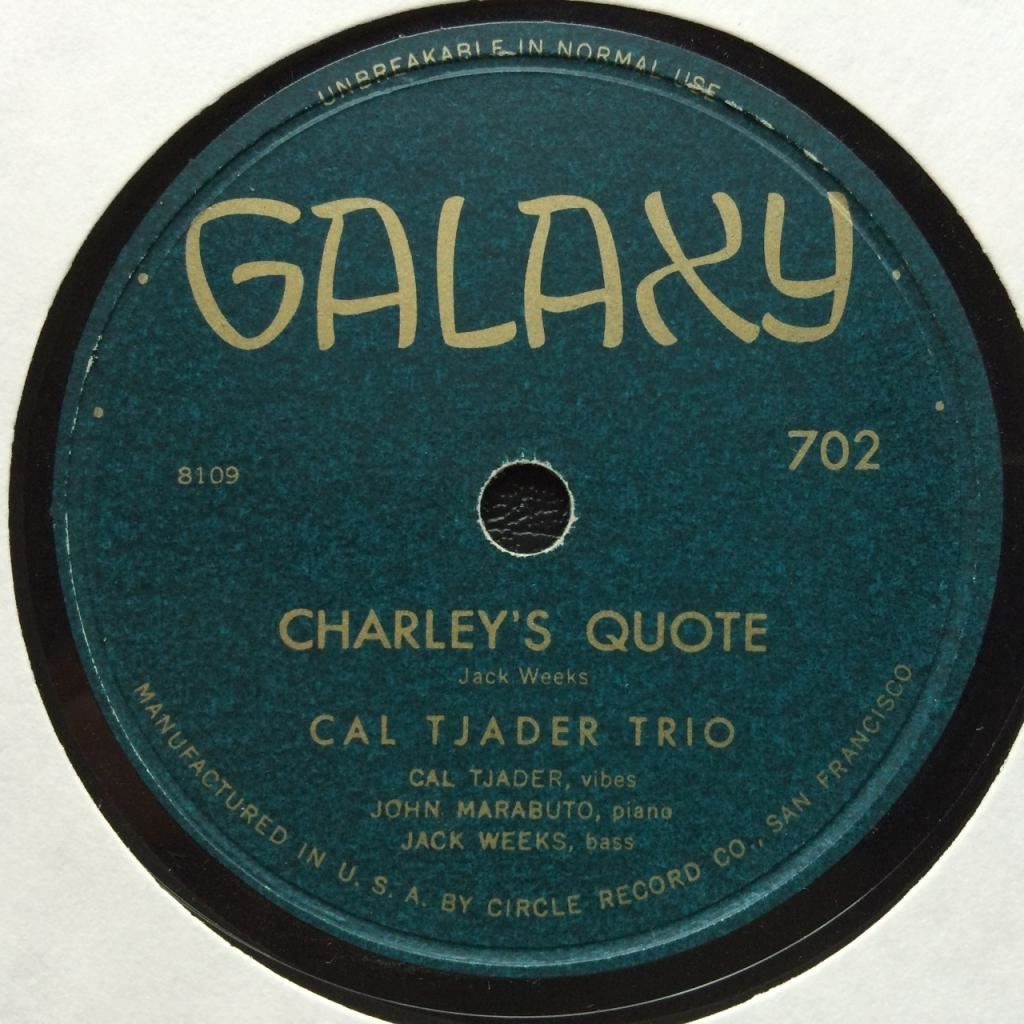 UNBREAKABLE IN NORMAL USE
GALAXY
702
8109
CHARLEY'S QUOTE
Jack Weeks
CAL TJADER TRIO
CAL TJADER, vibes
JOHN MARABUTO, piano
JACK WEEKS, bass
MANUFACTURED IN U. S. A. BY CIRCLE RECORD CO., SAN FRANCISCO